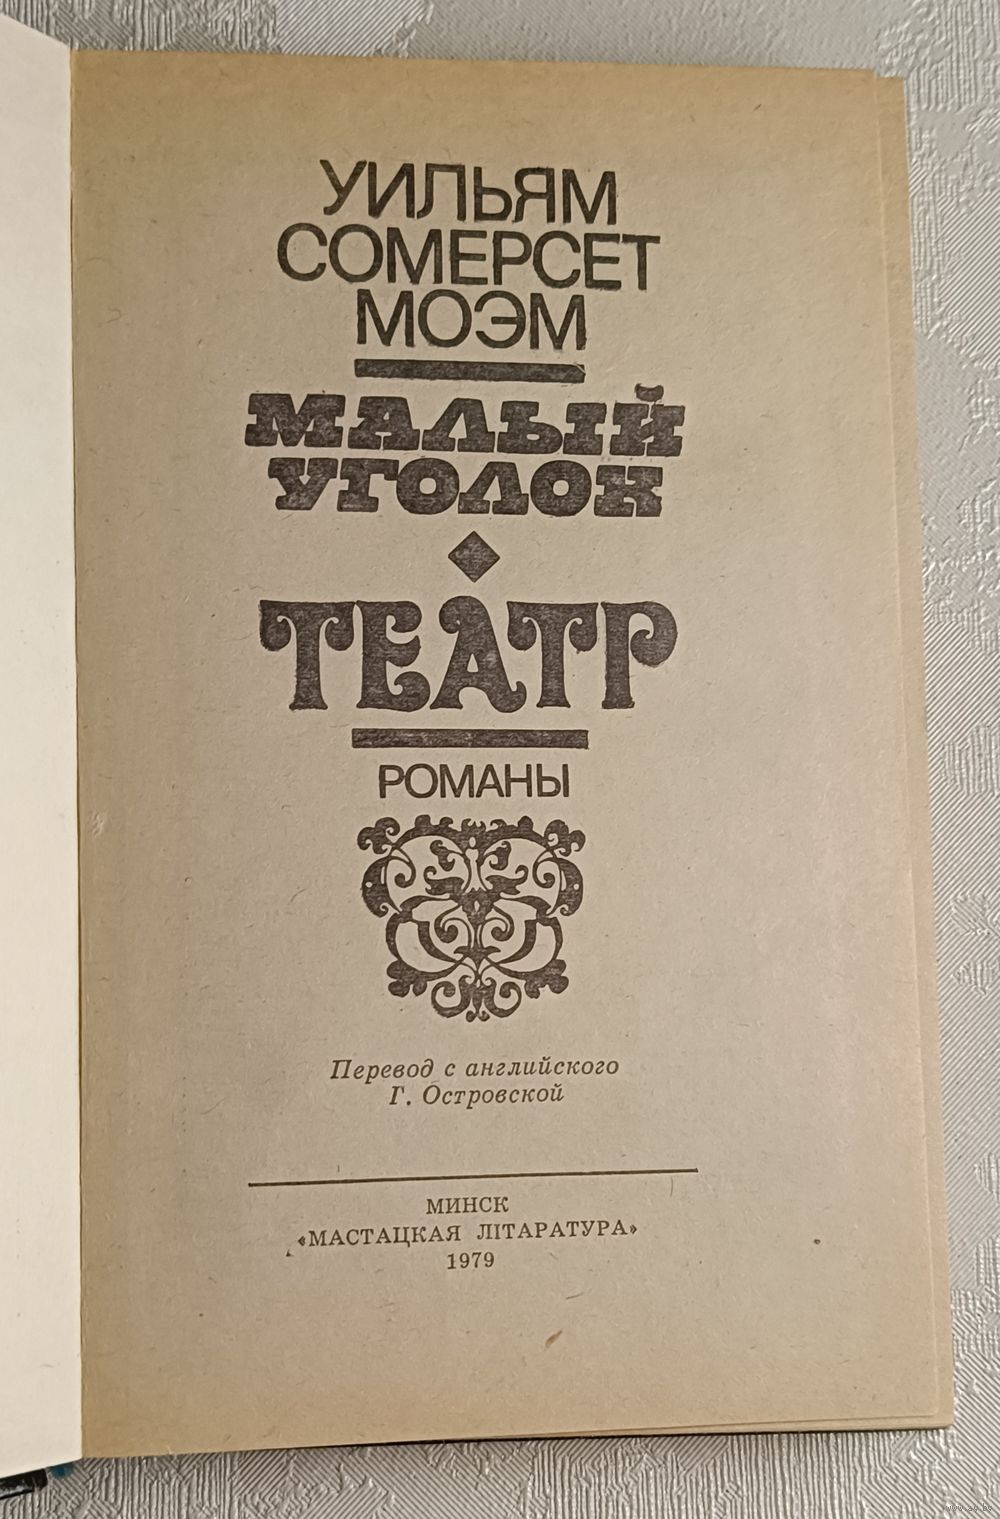 УИЛЬЯМ
СОМЕРСЕТ
МОЭМ
МАЛЫЙ
УГОЛОК
ТЕАТР
РОМАНЫ
Перевод с английского
Г. Островской
МИНСК
«МАСТАЦКАЯ ЛІТАРАТУРА»
1979